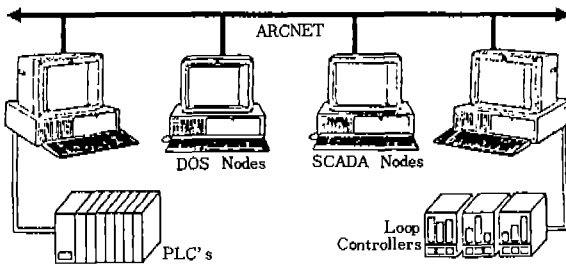 ARCNET
DOS Nodes
SCADA Nodes
PLC's
Loop
Controllers